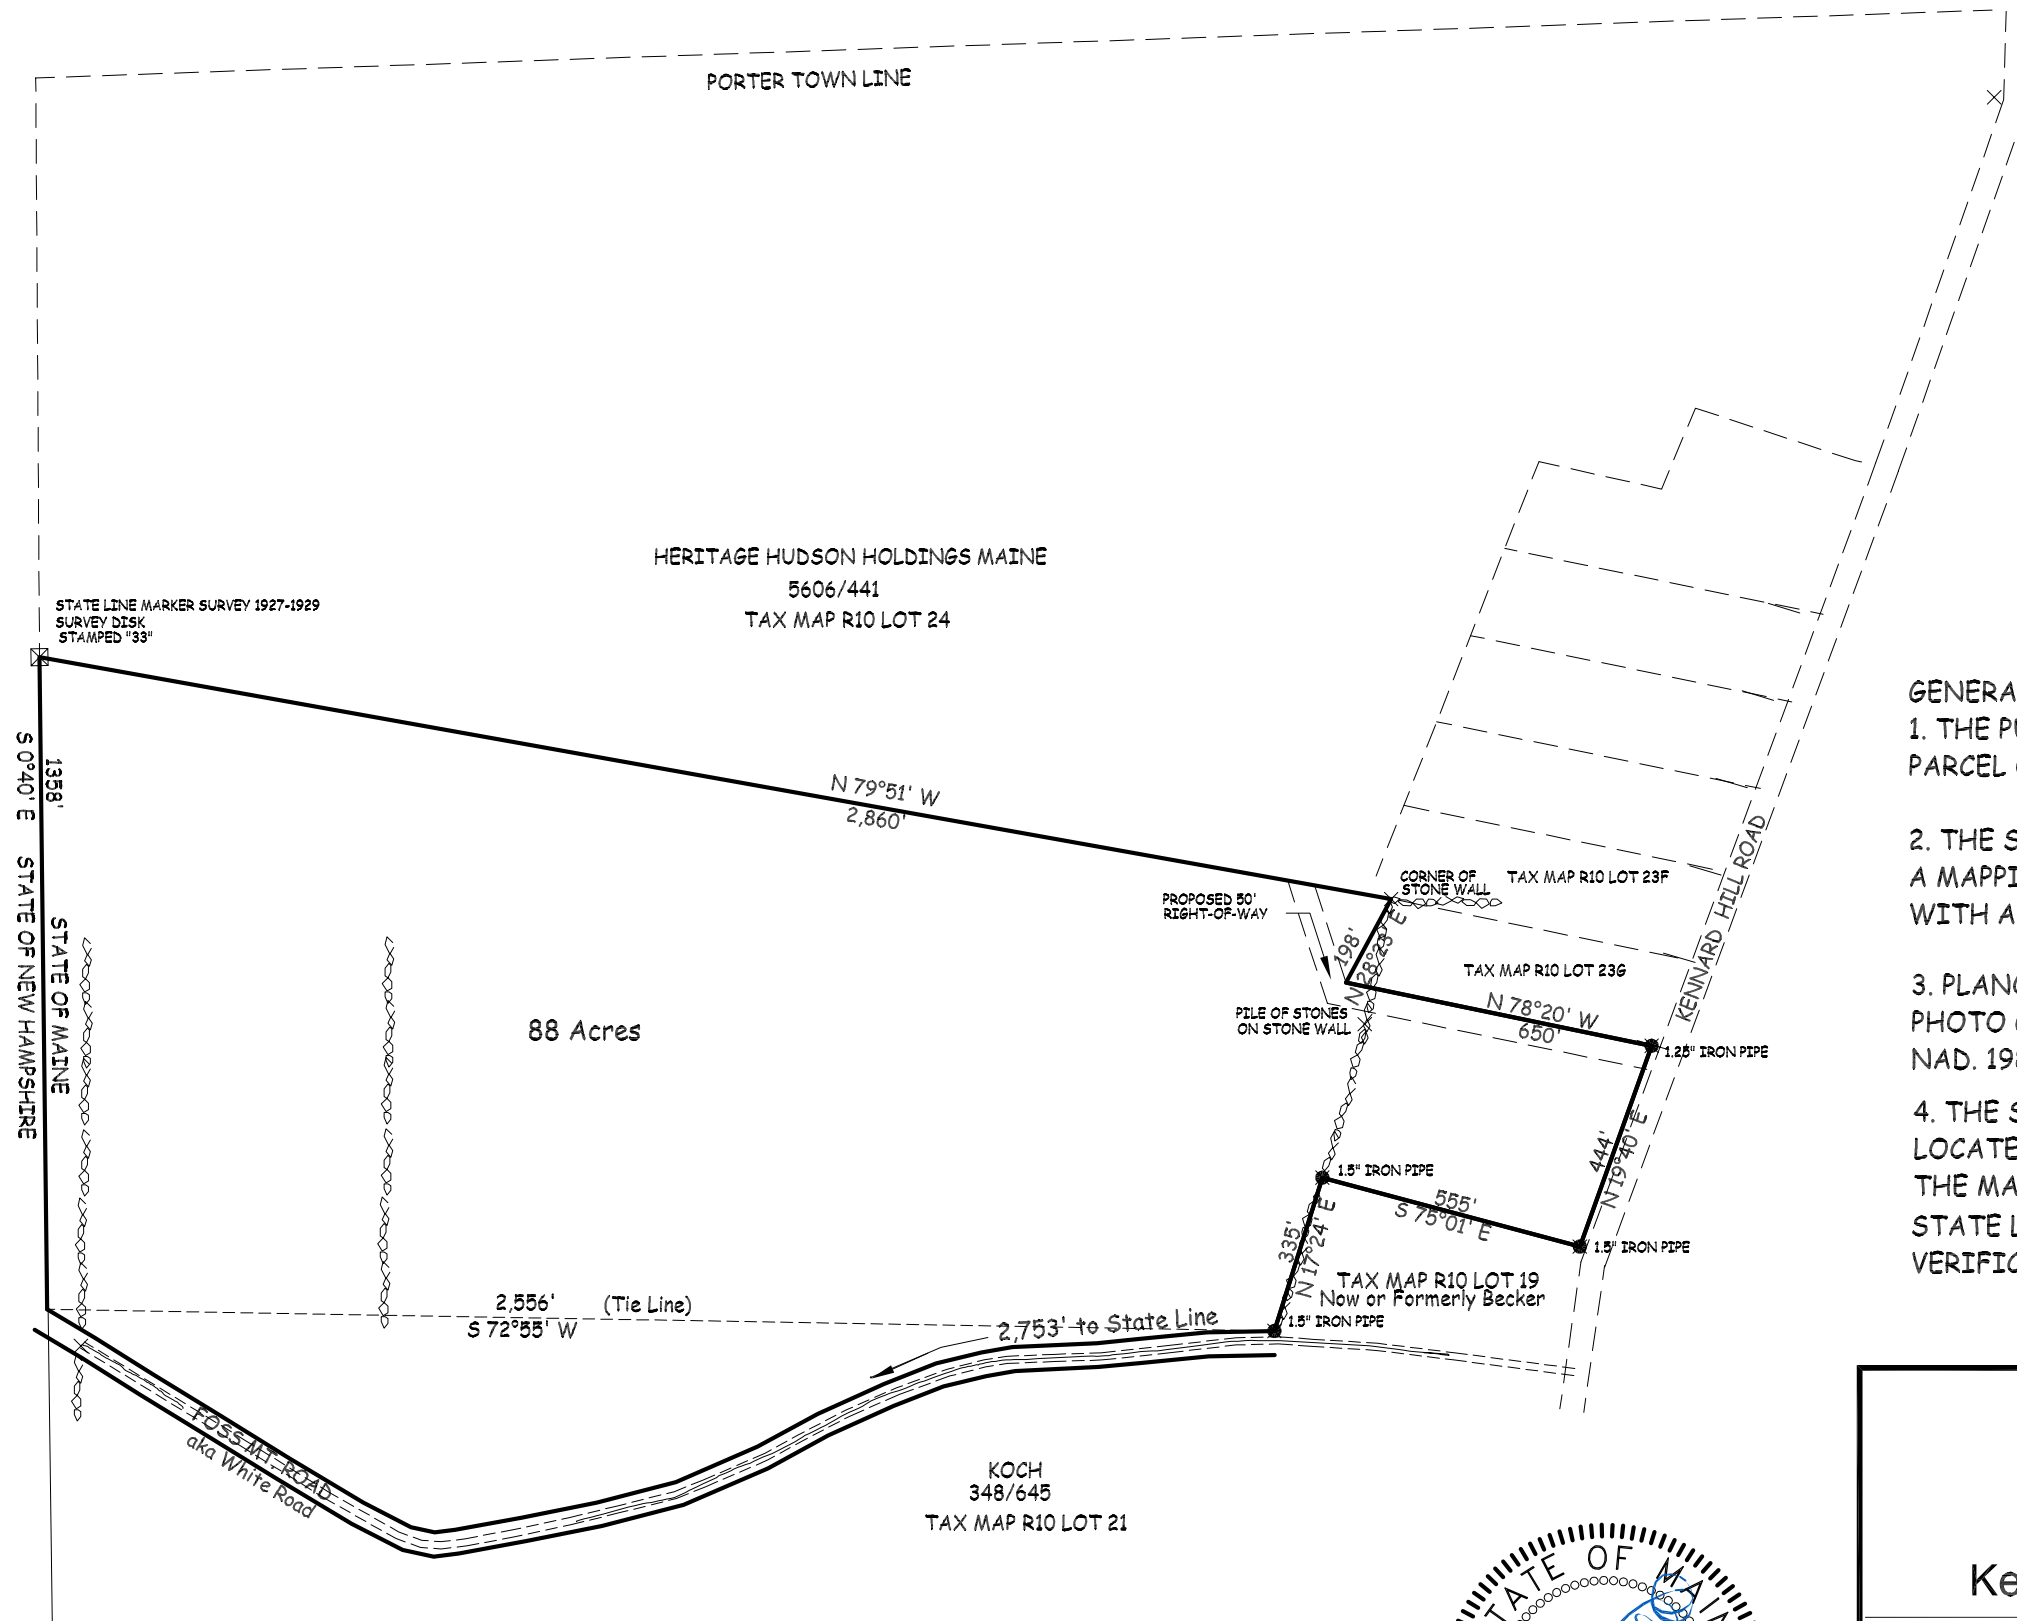 PORTER TOWN LINE
HERITAGE HUDSON HOLDINGS MAINE
5606/441
TAX MAP R10 LOT 24
STATE LINE MARKER SURVEY 1927-1929
SURVEY DISK
STAMPED "33"
1358'
S 0°40' E
STATE OF NEW HAMPSHIRE
STATE OF MAINE
N 79°51' W
2,860'
CORNER OF
STONE WALL
TAX MAP R10 LOT 23F
PROPOSED 50'
RIGHT-OF-WAY
198'
N 28°23' E
TAX MAP R10 LOT 23G
KENNARD HILL ROAD
N 78°20' W
650'
PILE OF STONES
ON STONE WALL
88 Acres
1.25" IRON PIPE
444'
N 19°40' E
1.5" IRON PIPE
555'
S 75°01' E
1.5" IRON PIPE
335'
N 17°24' E
TAX MAP R10 LOT 19
Now or Formerly Becker
1.5" IRON PIPE
2,556'
(Tie Line)
S 72°55' W
2,753' to State Line
FOSS MT. ROAD
aka White Road
KOCH
348/645
TAX MAP R10 LOT 21
GENERA
1. THE PU
PARCEL
2. THE S
A MAPPI
WITH A
3. PLAN
PHOTO
NAD. 198
4. THE S
LOCATE
THE MA
STATE L
VERIFIC
STATE OF MAIN
Ke